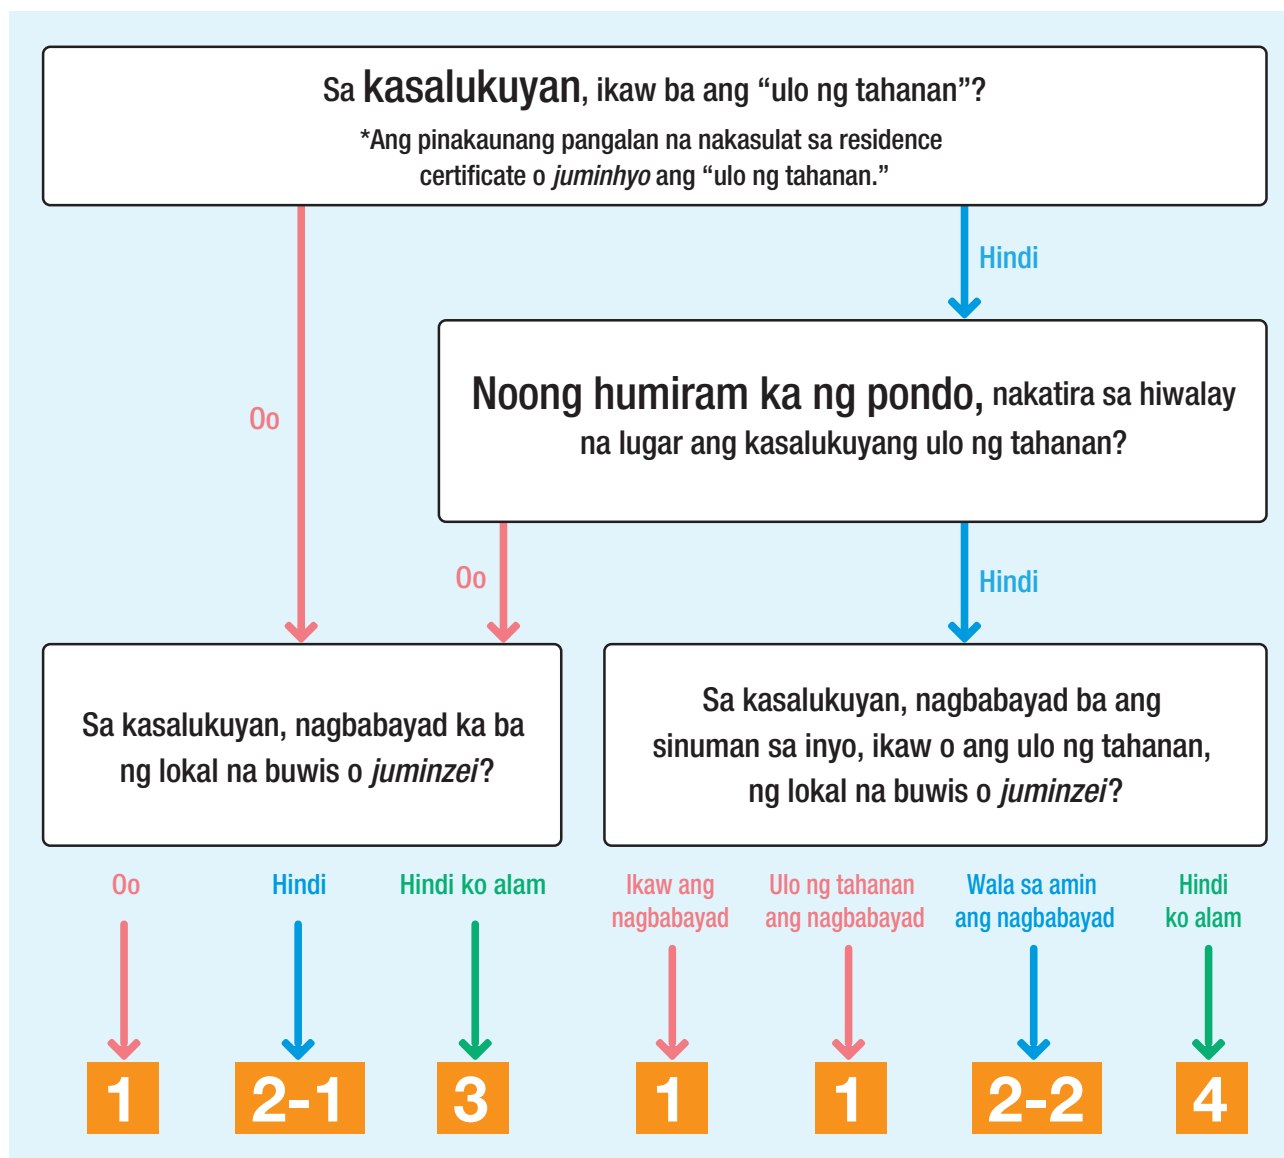 Sa kasalukuyan, ikaw ba ang “ulo ng tahanan”?
*Ang pinakaunang pangalan na nakasulat sa residence
certificate o juminhyo ang “ulo ng tahanan.”
Hindi
Oo
Noong humiram ka ng pondo, nakatira sa hiwalay
na lugar ang kasalukuyang ulo ng tahanan?
Oo
Hindi
Sa kasalukuyan, nagbabayad ka ba
ng lokal na buwis o juminzei?
Sa kasalukuyan, nagbabayad ba ang
sinuman sa inyo, ikaw o ang ulo ng tahanan,
ng lokal na buwis o juminzei?
Oo
Hindi
Hindi ko alam
Ikaw ang
nagbabayad
Ulo ng tahanan
ang nagbabayad
Wala sa amin
ang nagbabayad
Hindi
ko alam
1
2-1
3
1
1
2-2
4